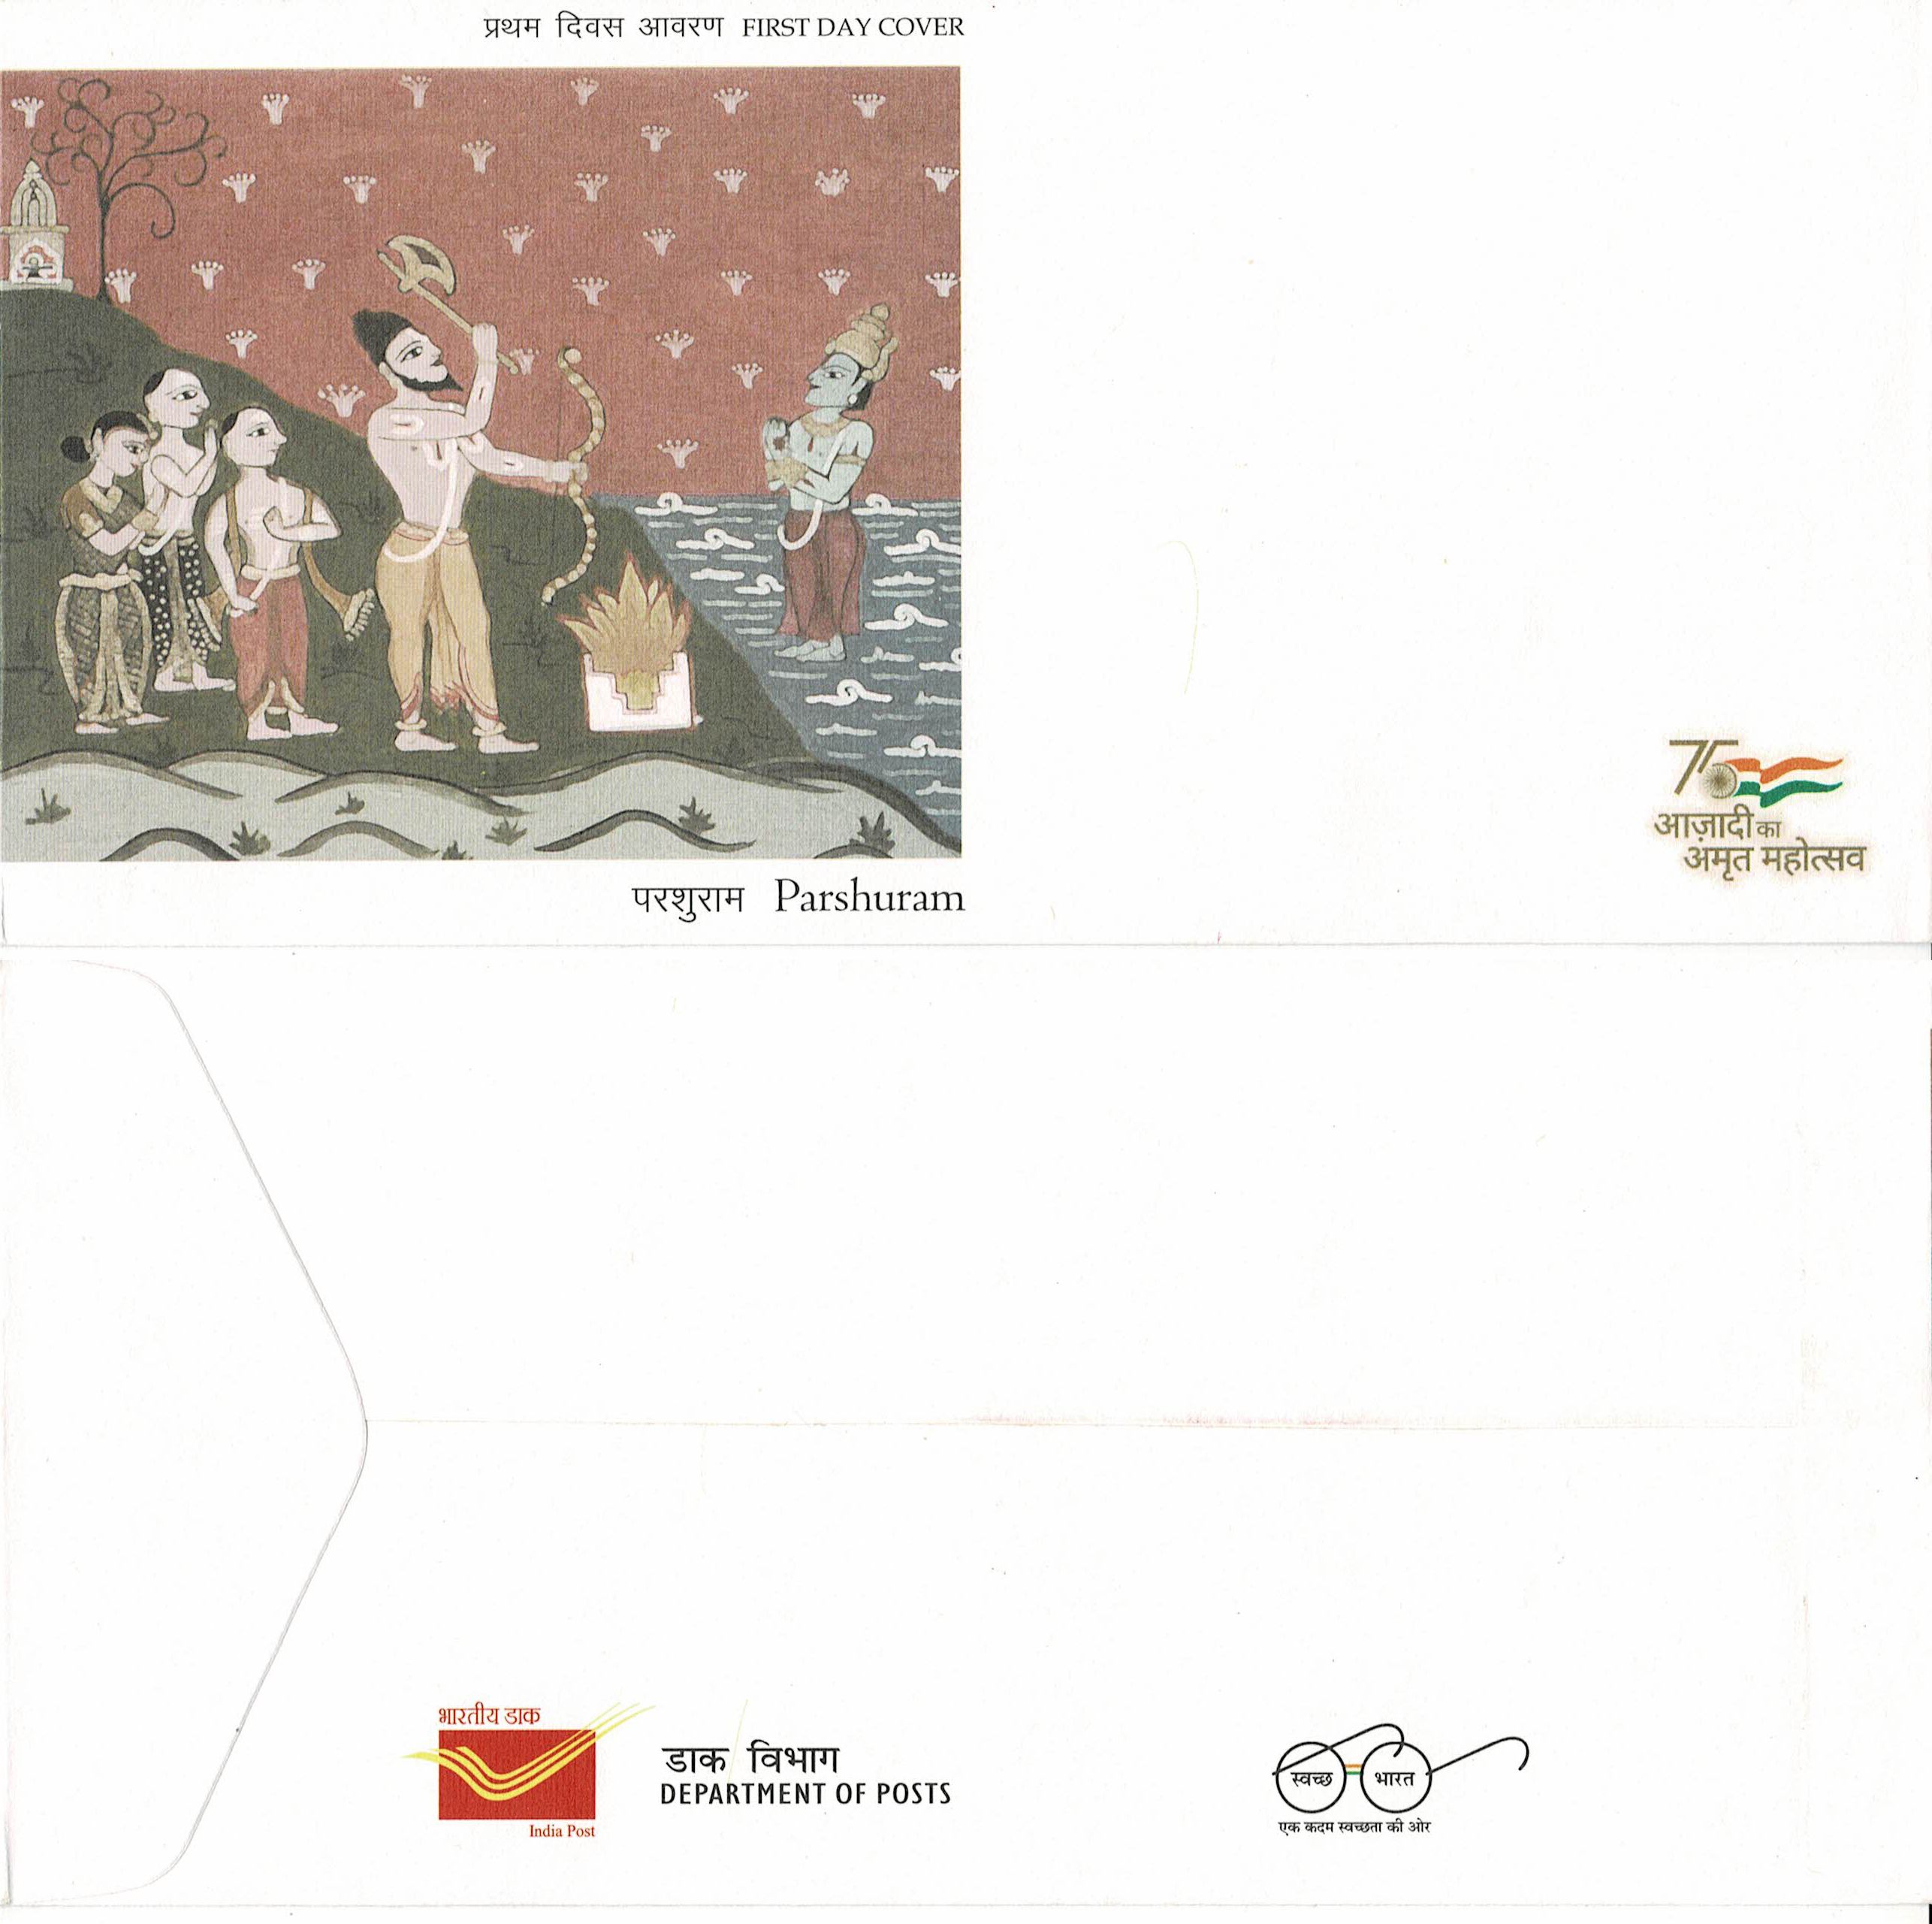 प्रथम दिवस आवरण FIRST DAY COVER
75
आज़ादी का
अमृत महोत्सव
परशुराम Parshuram
भारतीय डाक
India Post
डाक विभाग
DEPARTMENT OF POSTS
स्वच्छ भारत
एक कदम स्वच्छता की ओर